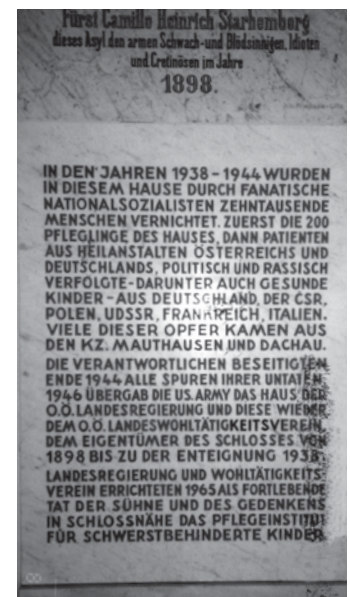 Fürst Camillo Heinrich Starhemberg
dieses Asyl den armen Schwach-und Blödsinnigen, Idioten
und Cretinösen im Jahre
1898.
IN DEN JAHREN 1938-1944 WURDEN
IN DIESEM HAUSE DURCH FANATISCHE
NATIONALSOZIALISTEN ZEHNTAUSENDE
MENSCHEN VERNICHTET. ZUERST DIE 200
PFLEGLINGE DES HAUSES, DANN PATIENTEN
AUS HEILANSTALTEN ÖSTERREICHS UND
DEUTSCHLANDS, POLITISCH UND RASSISCH
VERFOLGTE-DARUNTER AUCH GESUNDE
KINDER-AUS DEUTSCHLAND, DER ČSR,
POLEN, UDSSR, FRANKREICH, ITALIEN.
VIELE DIESER OPFER KAMEN AUS
DEN KZ. MAUTHAUSEN UND DACHAU.
DIE VERANTWORTLICHEN BESEITIGTEN
ENDE 1944 ALLE SPUREN IHRER UNTATEN.
1946 ÜBERGAB DIE US. ARMY DAS HAUS DER
O.Ö. LANDESREGIERUNG UND DIESE WIEDER
DEM O.Ö. LANDESWOHLTÄTIGKEITSVEREIN,
DEM EIGENTÜMER DES SCHLOSSES VON
1898 BIS ZU DER ENTEIGNUNG 1938.
LANDESREGIERUNG UND WOHLTÄTIGKEITS-
VEREIN ERRICHTETEN 1965 ALS FORTLEBENDE
TAT DER SÜHNE UND DES GEDENKENS
IN SCHLOSSNÄHE DAS PFLEGEINSTITUT
FÜR SCHWERSTBEHINDERTE KINDER.